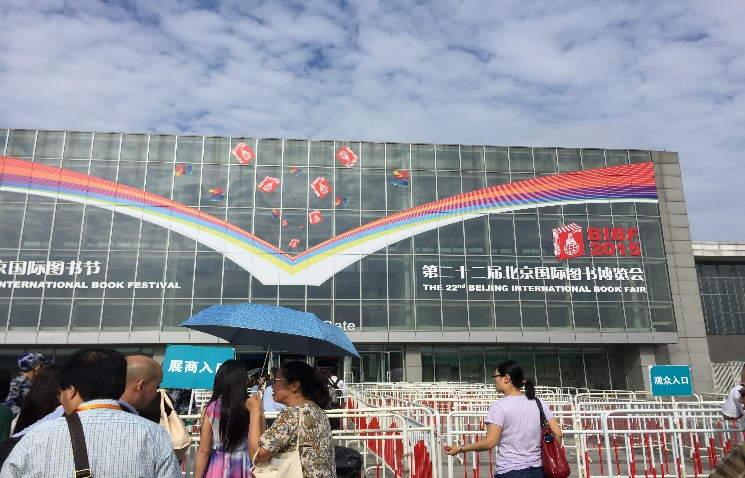 BIBF
2015
京国际图书节
INTERNATIONAL BOOK FESTIVAL
第二十二届北京国际图书博览会
THE 22nd BEIJING INTERNATIONAL BOOK FAIR
Gate
展商入口
观众入口